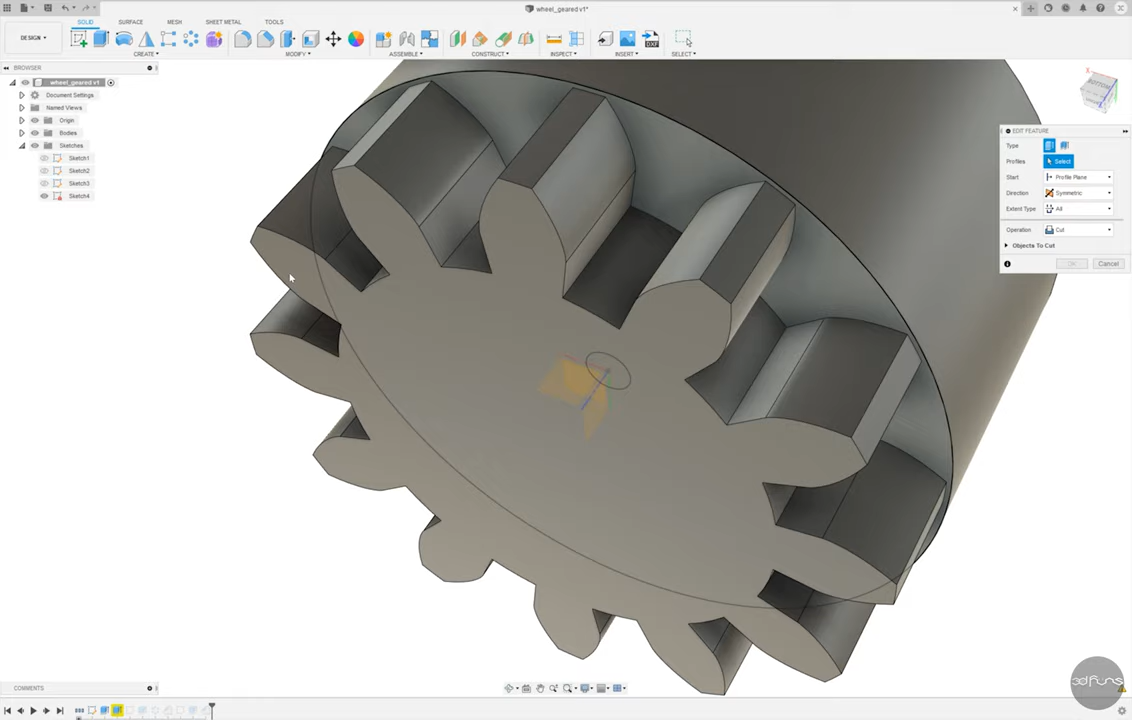 wheel_geared v1*
DESIGN
SOLID SURFACE MESH SHEET METAL TOOLS
CREATE MODIFY ASSEMBLE CONSTRUCT INSPECT INSERT SELECT
DXF
BROWSER
wheel_geared v1
Document Settings
Named Views
Origin
Bodies
Sketches
Sketch1
Sketch2
Sketch3
Sketch4
BOTTOM
EDIT FEATURE
Type
Profiles Select
Start Profile Plane
Direction Symmetric
Extent Type All
Operation Cut
Objects To Cut
OK Cancel
COMMENTS
3dfuns